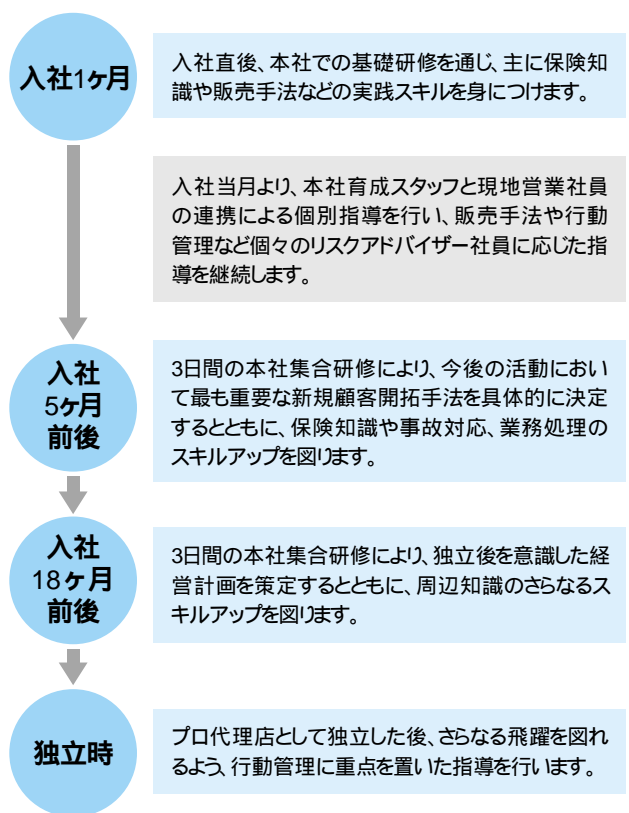 入社1ヶ月
入社直後、本社での基礎研修を通じ、主に保険知
識や販売手法などの実践スキルを身につけます。
入社当月より、本社育成スタッフと現地営業社員
の連携による個別指導を行い、販売手法や行動
管理など個々のリスクアドバイザー社員に応じた指
導を継続します。
入社
5ヶ月
前後
3日間の本社集合研修により、今後の活動におい
て最も重要な新規顧客開拓手法を具体的に決定
するとともに、保険知識や事故対応、業務処理の
スキルアップを図ります。
入社
18ヶ月
前後
3日間の本社集合研修により、独立後を意識した経
営計画を策定するとともに、周辺知識のさらなるス
キルアップを図ります。
独立時
プロ代理店として独立した後、さらなる飛躍を図れ
るよう、行動管理に重点を置いた指導を行います。